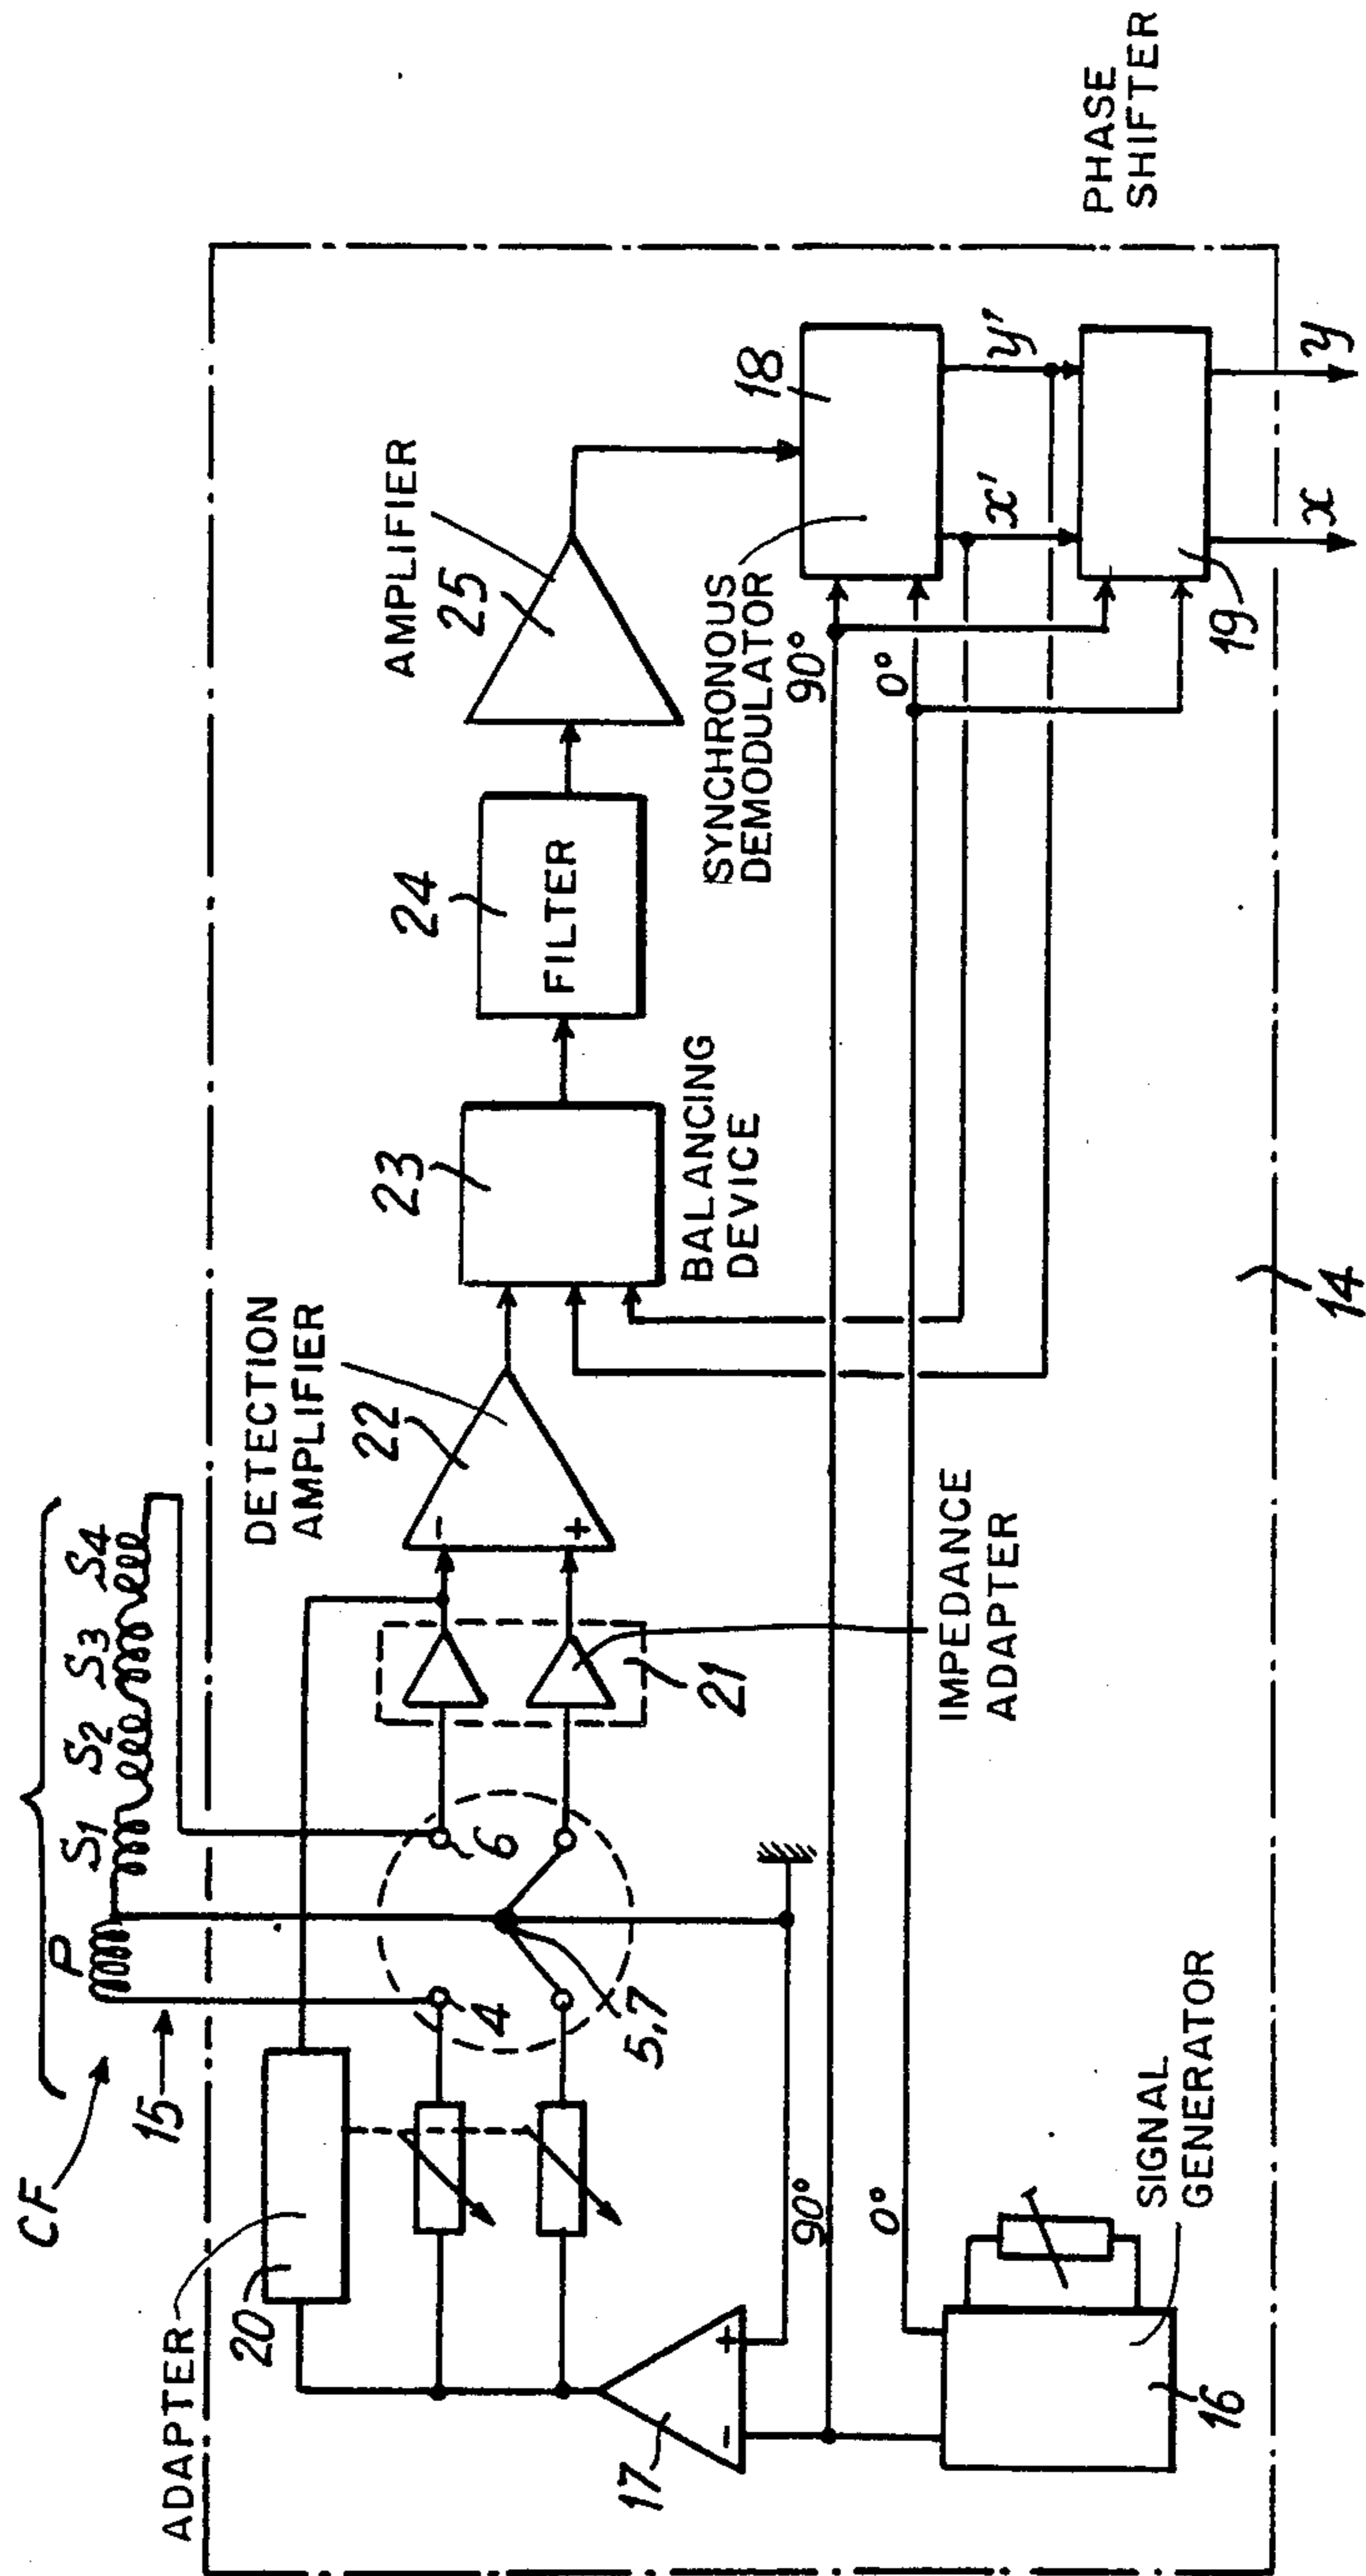 CF
15
P
S1
S2
S3
S4
ADAPTER
20
4
6
5,7
17
-
+
21
IMPEDANCE
ADAPTER
DETECTION
AMPLIFIER
22
-
+
23
BALANCING
DEVICE
24
FILTER
AMPLIFIER
25
SYNCHRONOUS
DEMODULATOR
18
90°
0°
90°
0°
x'
y'
19
PHASE
SHIFTER
x
y
SIGNAL
GENERATOR
16
14